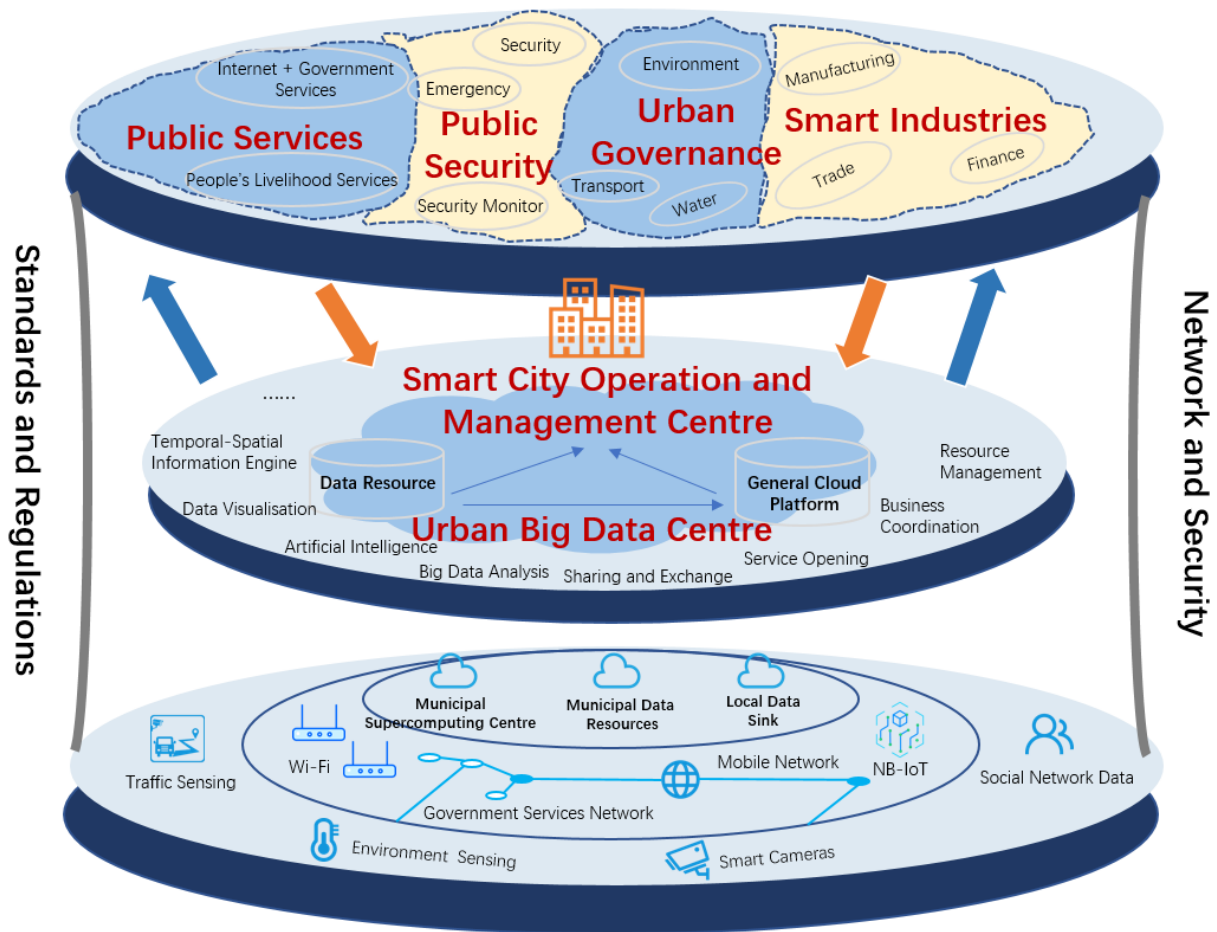 Security
Internet + Government
Services
Environment
Manufacturing
Emergency
Public Services
Public
Security
Urban
Governance
Smart Industries
Finance
Trade
People's Livelihood Services
Transport
Water
Security Monitor
Standards and Regulations
Network and Security
Smart City Operation and
Management Centre
......
Temporal-Spatial
Information Engine
Data Resource
General Cloud
Platform
Resource
Management
Data Visualisation
Business
Coordination
Urban Big Data Centre
Artificial Intelligence
Big Data Analysis
Sharing and Exchange
Service Opening
Municipal
Supercomputing Centre
Municipal Data
Resources
Local Data
Sink
Traffic Sensing
Wi-Fi
Mobile Network
NB-IoT
Social Network Data
Government Services Network
Environment Sensing
Smart Cameras